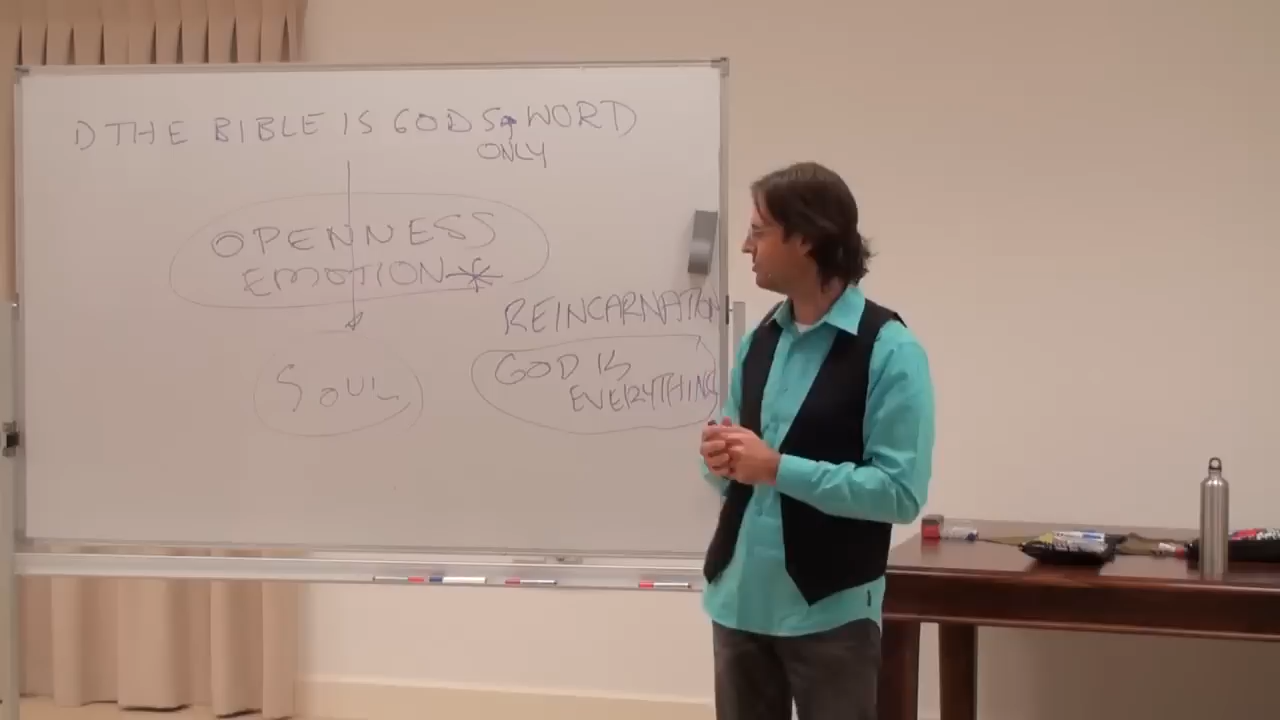 1) THE BIBLE IS GODS WORD
ONLY
OPENNESS
EMOTION *
REINCARNATION
GOD IS
EVERYTHING
SOUL